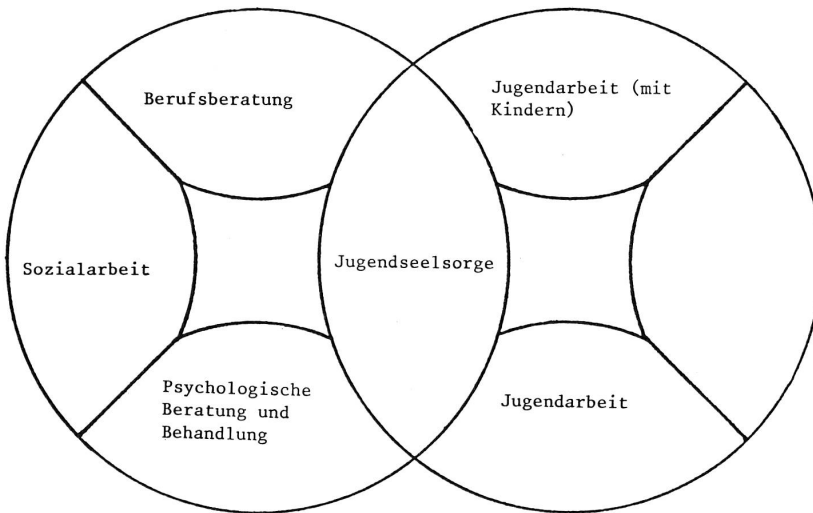 Berufsberatung
Jugendarbeit (mit
Kindern)
Sozialarbeit
Jugendseelsorge
Psychologische
Beratung und
Behandlung
Jugendarbeit